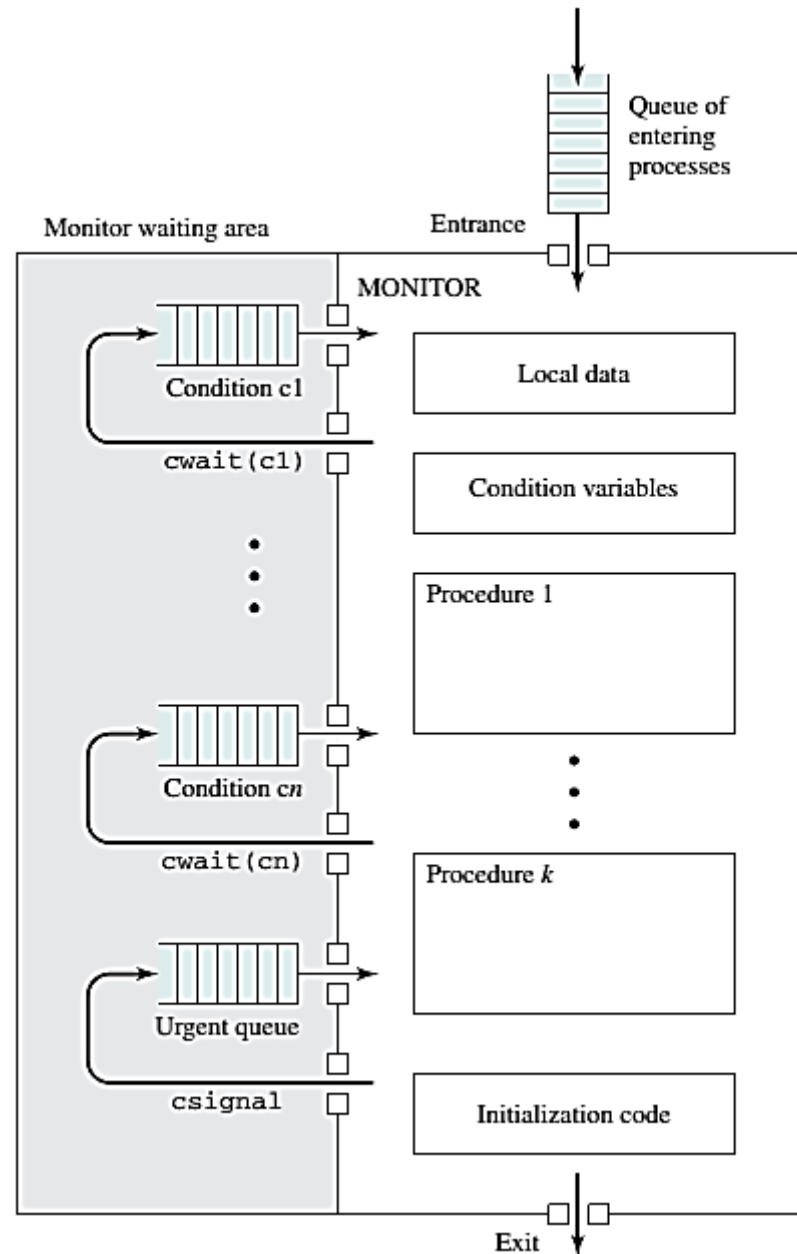 Queue of
entering
processes
Monitor waiting area
Entrance
MONITOR
Condition c1
Local data
cwait(c1)
Condition variables
Procedure 1
Condition cn
cwait(cn)
Procedure k
Urgent queue
csignal
Initialization code
Exit